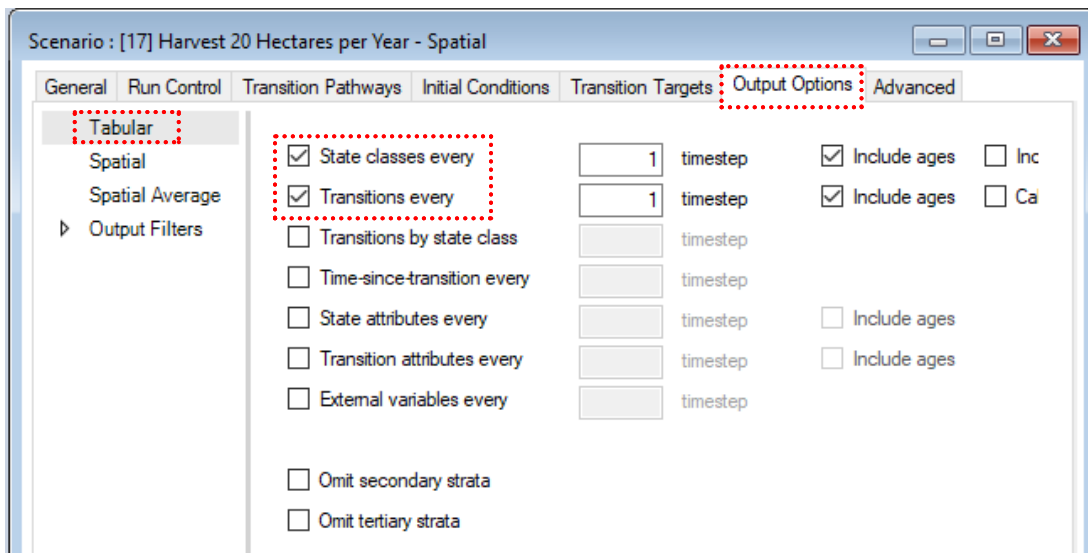 Scenario : [17] Harvest 20 Hectares per Year - Spatial
General Run Control Transition Pathways Initial Conditions Transition Targets Output Options Advanced
Tabular
Spatial
Spatial Average
Output Filters
State classes every 1 timestep Include ages Inc
Transitions every 1 timestep Include ages Cal
Transitions by state class timestep
Time-since-transition every timestep
State attributes every timestep Include ages
Transition attributes every timestep Include ages
External variables every timestep
Omit secondary strata
Omit tertiary strata